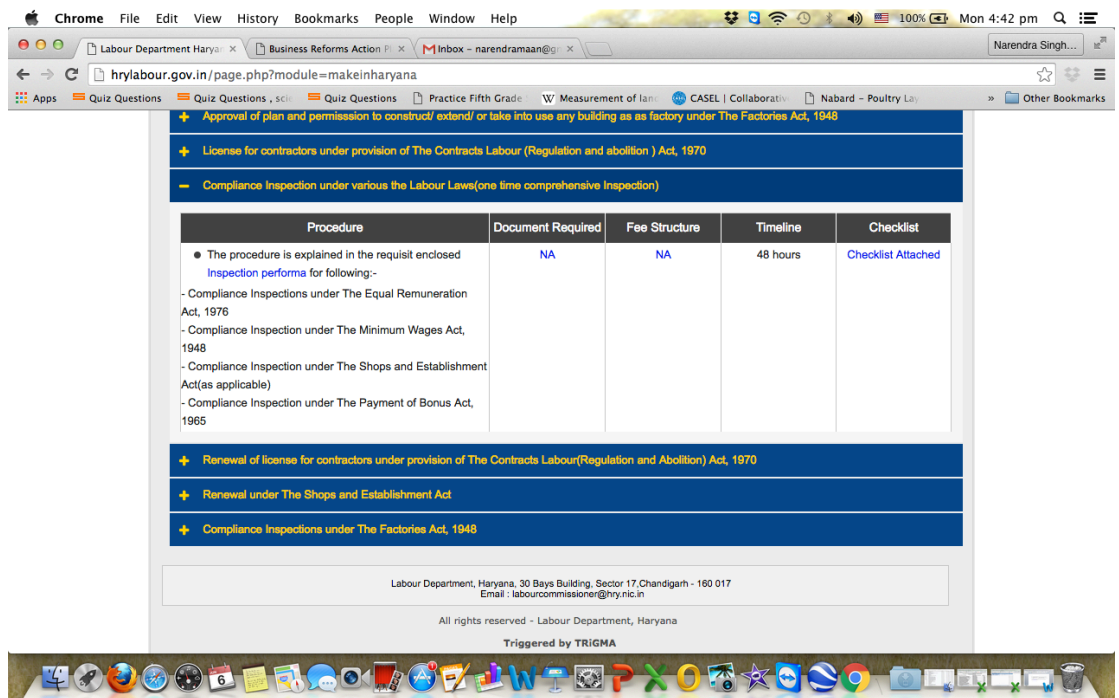 Chrome File Edit View History Bookmarks People Window Help 100% Mon 4:42 pm
Labour Department Haryan × Business Reforms Action Pl × Inbox – narendramaan@gm × Narendra Singh...
hrylabour.gov.in/page.php?module=makeinharyana
Apps Quiz Questions Quiz Questions , scie Quiz Questions Practice Fifth Grade W Measurement of land CASEL | Collaborative Nabard – Poultry Lay » Other Bookmarks
+ Approval of plan and permisssion to construct/ extend/ or take into use any building as as factory under The Factories Act, 1948
+ License for contractors under provision of The Contracts Labour (Regulation and abolition ) Act, 1970
– Compliance Inspection under various the Labour Laws(one time comprehensive Inspection)
Procedure Document Required Fee Structure Timeline Checklist
● The procedure is explained in the requisit enclosed NA NA 48 hours Checklist Attached
Inspection performa for following:-
- Compliance Inspections under The Equal Remuneration
Act, 1976
- Compliance Inspection under The Minimum Wages Act,
1948
- Compliance Inspection under The Shops and Establishment
Act(as applicable)
- Compliance Inspection under The Payment of Bonus Act,
1965
+ Renewal of license for contractors under provision of The Contracts Labour(Regulation and Abolition) Act, 1970
+ Renewal under The Shops and Establishment Act
+ Compliance Inspections under The Factories Act, 1948
Labour Department, Haryana, 30 Bays Building, Sector 17,Chandigarh - 160 017
Email : labourcommissioner@hry.nic.in
All rights reserved - Labour Department, Haryana
Triggered by TRiGMA
6